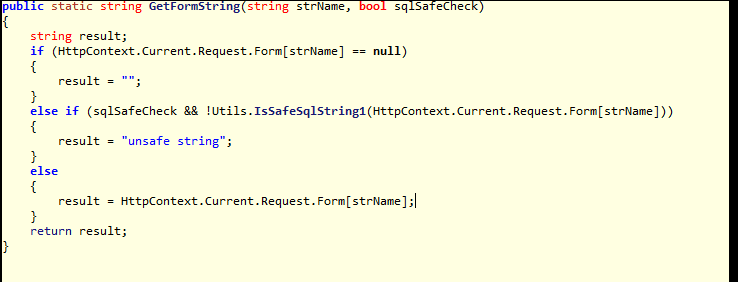 public static string GetFormString(string strName, bool sqlSafeCheck)
{
    string result;
    if (HttpContext.Current.Request.Form[strName] == null)
    {
        result = "";
    }
    else if (sqlSafeCheck && !Utils.IsSafeSqlString1(HttpContext.Current.Request.Form[strName]))
    {
        result = "unsafe string";
    }
    else
    {
        result = HttpContext.Current.Request.Form[strName];
    }
    return result;
}